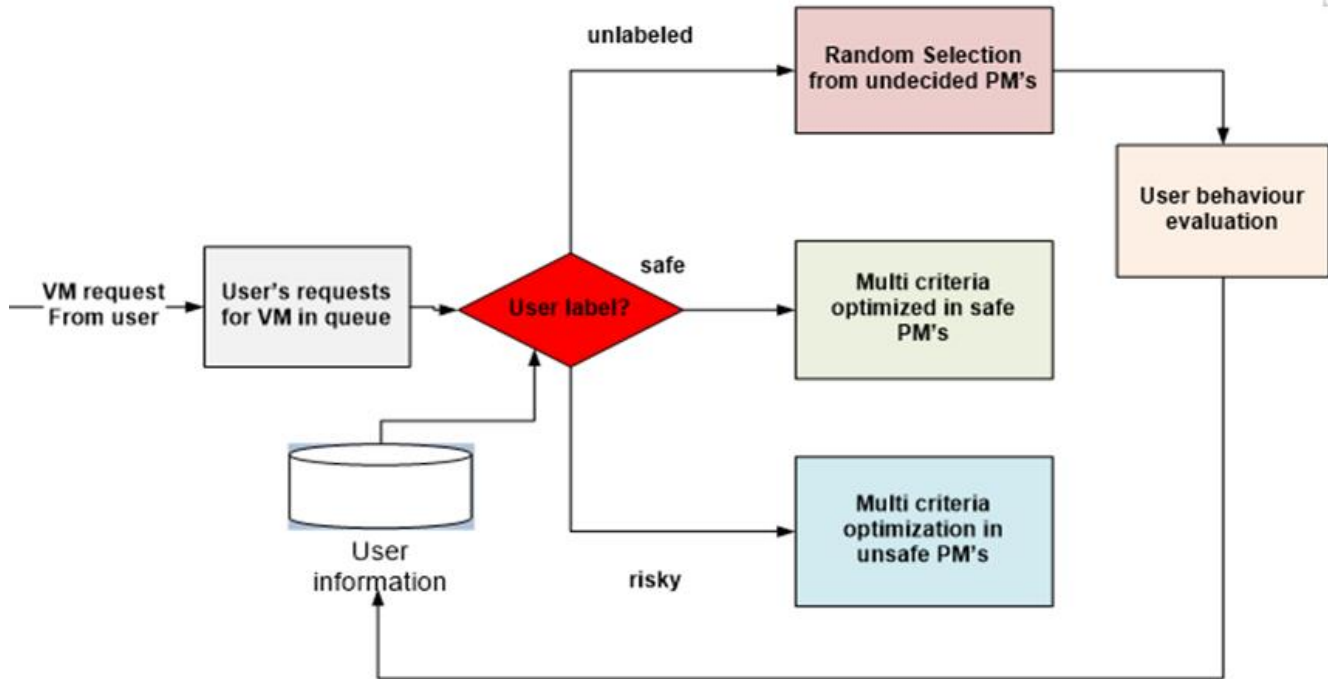 unlabeled
Random Selection
from undecided PM's
User behaviour
evaluation
VM request
From user
User's requests
for VM in queue
User label?
safe
Multi criteria
optimized in safe
PM's
User
information
risky
Multi criteria
optimization in
unsafe PM's